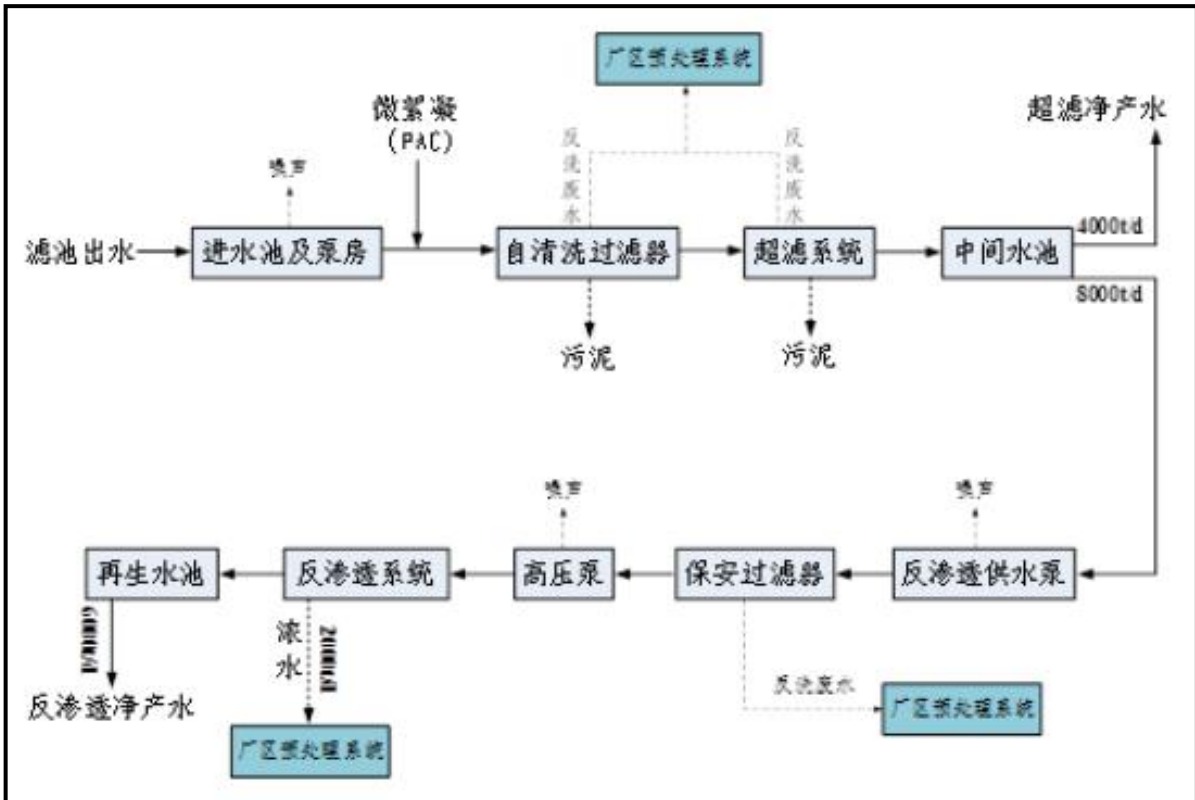 厂区预处理系统
微絮凝
(PAC)
超滤净产水
噪声
反洗废水
反洗废水
滤池出水
进水池及泵房
自清洗过滤器
超滤系统
中间水池
4000t/d
8000t/d
污泥
污泥
噪声
噪声
再生水池
反渗透系统
高压泵
保安过滤器
反渗透供水泵
6000t/d
浓水
2000t/d
反渗透净产水
反洗废水
厂区预处理系统
厂区预处理系统